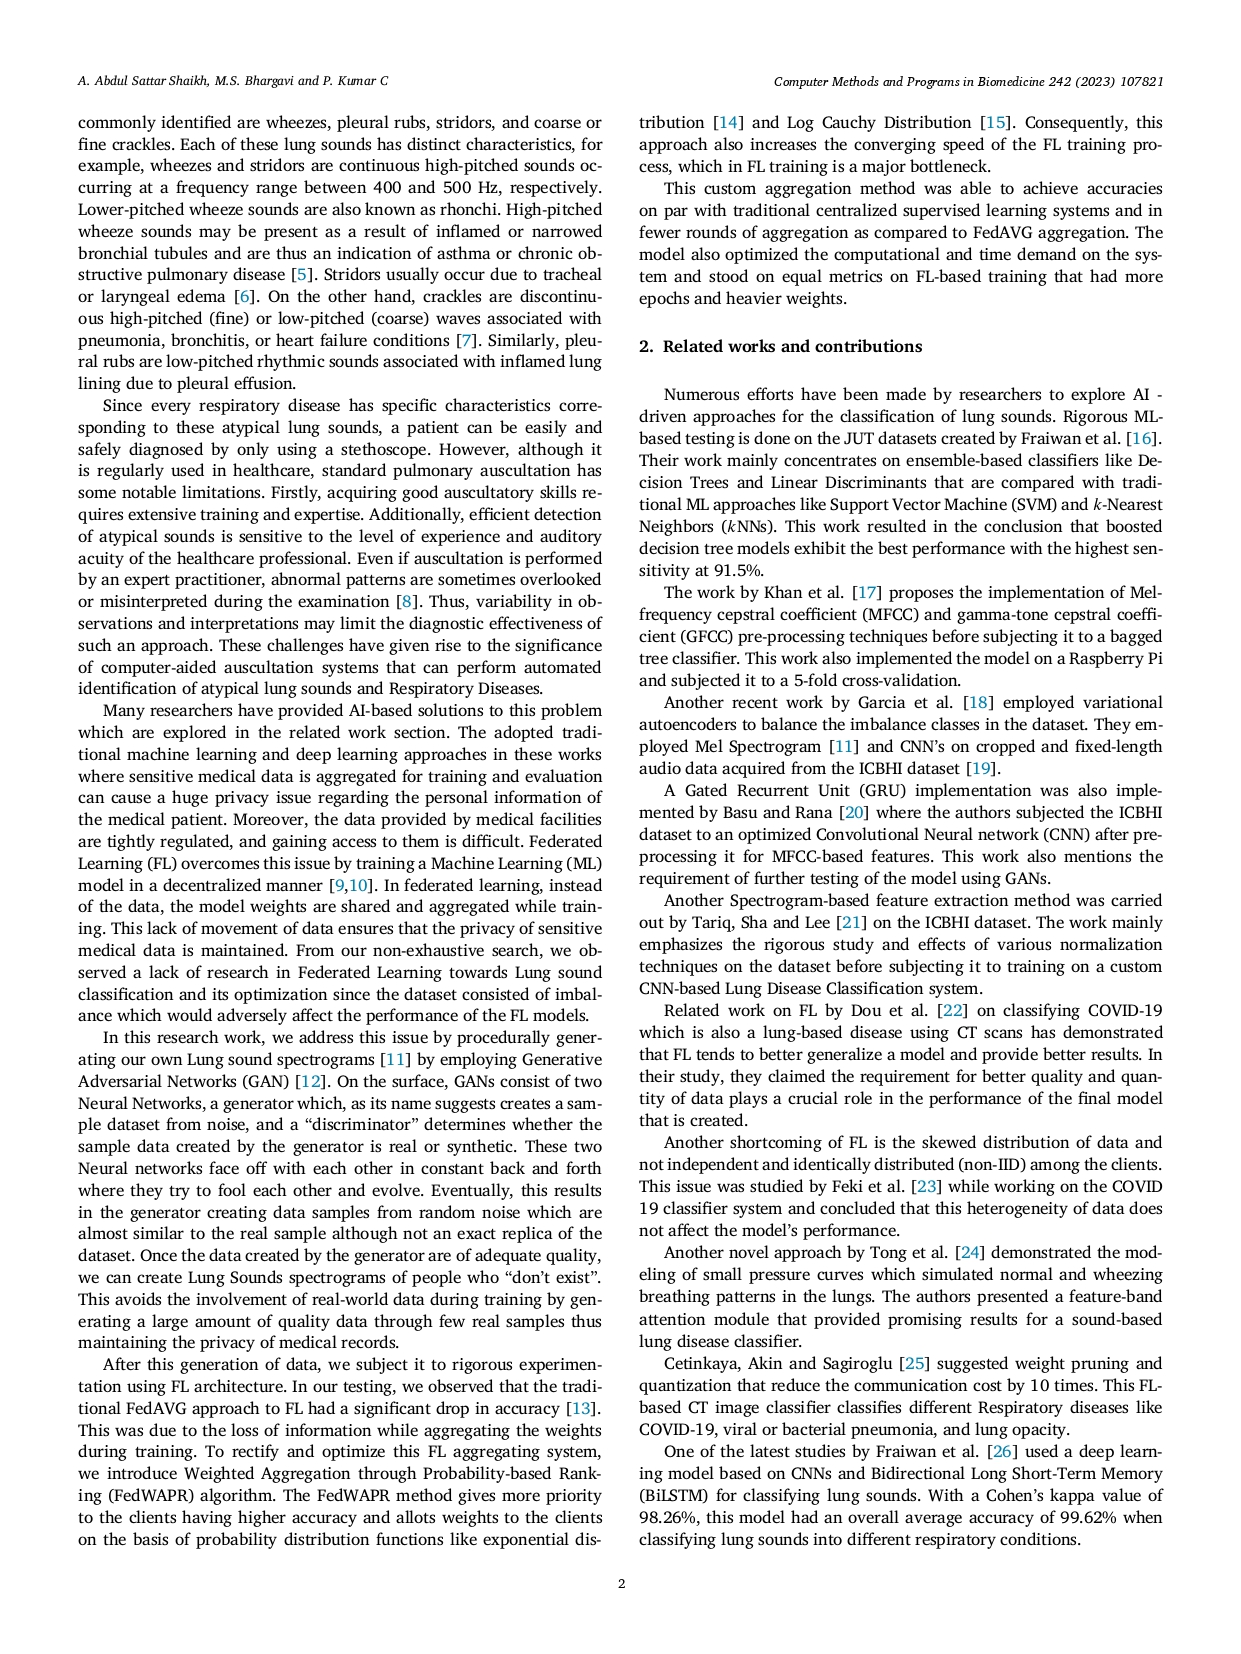 A. Abdul Sattar Shaikh, M.S. Bhargavi and P. Kumar C
Computer Methods and Programs in Biomedicine 242 (2023) 107821
commonly identified are wheezes, pleural rubs, stridors, and coarse or
fine crackles. Each of these lung sounds has distinct characteristics, for
example, wheezes and stridors are continuous high-pitched sounds oc-
curring at a frequency range between 400 and 500 Hz, respectively.
Lower-pitched wheeze sounds are also known as rhonchi. High-pitched
wheeze sounds may be present as a result of inflamed or narrowed
bronchial tubules and are thus an indication of asthma or chronic ob-
structive pulmonary disease [5]. Stridors usually occur due to tracheal
or laryngeal edema [6]. On the other hand, crackles are discontinu-
ous high-pitched (fine) or low-pitched (coarse) waves associated with
pneumonia, bronchitis, or heart failure conditions [7]. Similarly, pleu-
ral rubs are low-pitched rhythmic sounds associated with inflamed lung
lining due to pleural effusion.
Since every respiratory disease has specific characteristics corre-
sponding to these atypical lung sounds, a patient can be easily and
safely diagnosed by only using a stethoscope. However, although it
is regularly used in healthcare, standard pulmonary auscultation has
some notable limitations. Firstly, acquiring good auscultatory skills re-
quires extensive training and expertise. Additionally, efficient detection
of atypical sounds is sensitive to the level of experience and auditory
acuity of the healthcare professional. Even if auscultation is performed
by an expert practitioner, abnormal patterns are sometimes overlooked
or misinterpreted during the examination [8]. Thus, variability in ob-
servations and interpretations may limit the diagnostic effectiveness of
such an approach. These challenges have given rise to the significance
of computer-aided auscultation systems that can perform automated
identification of atypical lung sounds and Respiratory Diseases.
Many researchers have provided AI-based solutions to this problem
which are explored in the related work section. The adopted tradi-
tional machine learning and deep learning approaches in these works
where sensitive medical data is aggregated for training and evaluation
can cause a huge privacy issue regarding the personal information of
the medical patient. Moreover, the data provided by medical facilities
are tightly regulated, and gaining access to them is difficult. Federated
Learning (FL) overcomes this issue by training a Machine Learning (ML)
model in a decentralized manner [9,10]. In federated learning, instead
of the data, the model weights are shared and aggregated while train-
ing. This lack of movement of data ensures that the privacy of sensitive
medical data is maintained. From our non-exhaustive search, we ob-
served a lack of research in Federated Learning towards Lung sound
classification and its optimization since the dataset consisted of imbal-
ance which would adversely affect the performance of the FL models.
In this research work, we address this issue by procedurally gener-
ating our own Lung sound spectrograms [11] by employing Generative
Adversarial Networks (GAN) [12]. On the surface, GANs consist of two
Neural Networks, a generator which, as its name suggests creates a sam-
ple dataset from noise, and a “discriminator” determines whether the
sample data created by the generator is real or synthetic. These two
Neural networks face off with each other in constant back and forth
where they try to fool each other and evolve. Eventually, this results
in the generator creating data samples from random noise which are
almost similar to the real sample although not an exact replica of the
dataset. Once the data created by the generator are of adequate quality,
we can create Lung Sounds spectrograms of people who “don’t exist”.
This avoids the involvement of real-world data during training by gen-
erating a large amount of quality data through few real samples thus
maintaining the privacy of medical records.
After this generation of data, we subject it to rigorous experimen-
tation using FL architecture. In our testing, we observed that the tradi-
tional FedAVG approach to FL had a significant drop in accuracy [13].
This was due to the loss of information while aggregating the weights
during training. To rectify and optimize this FL aggregating system,
we introduce Weighted Aggregation through Probability-based Rank-
ing (FedWAPR) algorithm. The FedWAPR method gives more priority
to the clients having higher accuracy and allots weights to the clients
on the basis of probability distribution functions like exponential dis-
tribution [14] and Log Cauchy Distribution [15]. Consequently, this
approach also increases the converging speed of the FL training pro-
cess, which in FL training is a major bottleneck.
This custom aggregation method was able to achieve accuracies
on par with traditional centralized supervised learning systems and in
fewer rounds of aggregation as compared to FedAVG aggregation. The
model also optimized the computational and time demand on the sys-
tem and stood on equal metrics on FL-based training that had more
epochs and heavier weights.
2. Related works and contributions
Numerous efforts have been made by researchers to explore AI -
driven approaches for the classification of lung sounds. Rigorous ML-
based testing is done on the JUT datasets created by Fraiwan et al. [16].
Their work mainly concentrates on ensemble-based classifiers like De-
cision Trees and Linear Discriminants that are compared with tradi-
tional ML approaches like Support Vector Machine (SVM) and k-Nearest
Neighbors (kNNs). This work resulted in the conclusion that boosted
decision tree models exhibit the best performance with the highest sen-
sitivity at 91.5%.
The work by Khan et al. [17] proposes the implementation of Mel-
frequency cepstral coefficient (MFCC) and gamma-tone cepstral coeffi-
cient (GFCC) pre-processing techniques before subjecting it to a bagged
tree classifier. This work also implemented the model on a Raspberry Pi
and subjected it to a 5-fold cross-validation.
Another recent work by Garcia et al. [18] employed variational
autoencoders to balance the imbalance classes in the dataset. They em-
ployed Mel Spectrogram [11] and CNN’s on cropped and fixed-length
audio data acquired from the ICBHI dataset [19].
A Gated Recurrent Unit (GRU) implementation was also imple-
mented by Basu and Rana [20] where the authors subjected the ICBHI
dataset to an optimized Convolutional Neural network (CNN) after pre-
processing it for MFCC-based features. This work also mentions the
requirement of further testing of the model using GANs.
Another Spectrogram-based feature extraction method was carried
out by Tariq, Sha and Lee [21] on the ICBHI dataset. The work mainly
emphasizes the rigorous study and effects of various normalization
techniques on the dataset before subjecting it to training on a custom
CNN-based Lung Disease Classification system.
Related work on FL by Dou et al. [22] on classifying COVID-19
which is also a lung-based disease using CT scans has demonstrated
that FL tends to better generalize a model and provide better results. In
their study, they claimed the requirement for better quality and quan-
tity of data plays a crucial role in the performance of the final model
that is created.
Another shortcoming of FL is the skewed distribution of data and
not independent and identically distributed (non-IID) among the clients.
This issue was studied by Feki et al. [23] while working on the COVID
19 classifier system and concluded that this heterogeneity of data does
not affect the model’s performance.
Another novel approach by Tong et al. [24] demonstrated the mod-
eling of small pressure curves which simulated normal and wheezing
breathing patterns in the lungs. The authors presented a feature-band
attention module that provided promising results for a sound-based
lung disease classifier.
Cetinkaya, Akin and Sagiroglu [25] suggested weight pruning and
quantization that reduce the communication cost by 10 times. This FL-
based CT image classifier classifies different Respiratory diseases like
COVID-19, viral or bacterial pneumonia, and lung opacity.
One of the latest studies by Fraiwan et al. [26] used a deep learn-
ing model based on CNNs and Bidirectional Long Short-Term Memory
(BiLSTM) for classifying lung sounds. With a Cohen’s kappa value of
98.26%, this model had an overall average accuracy of 99.62% when
classifying lung sounds into different respiratory conditions.
2